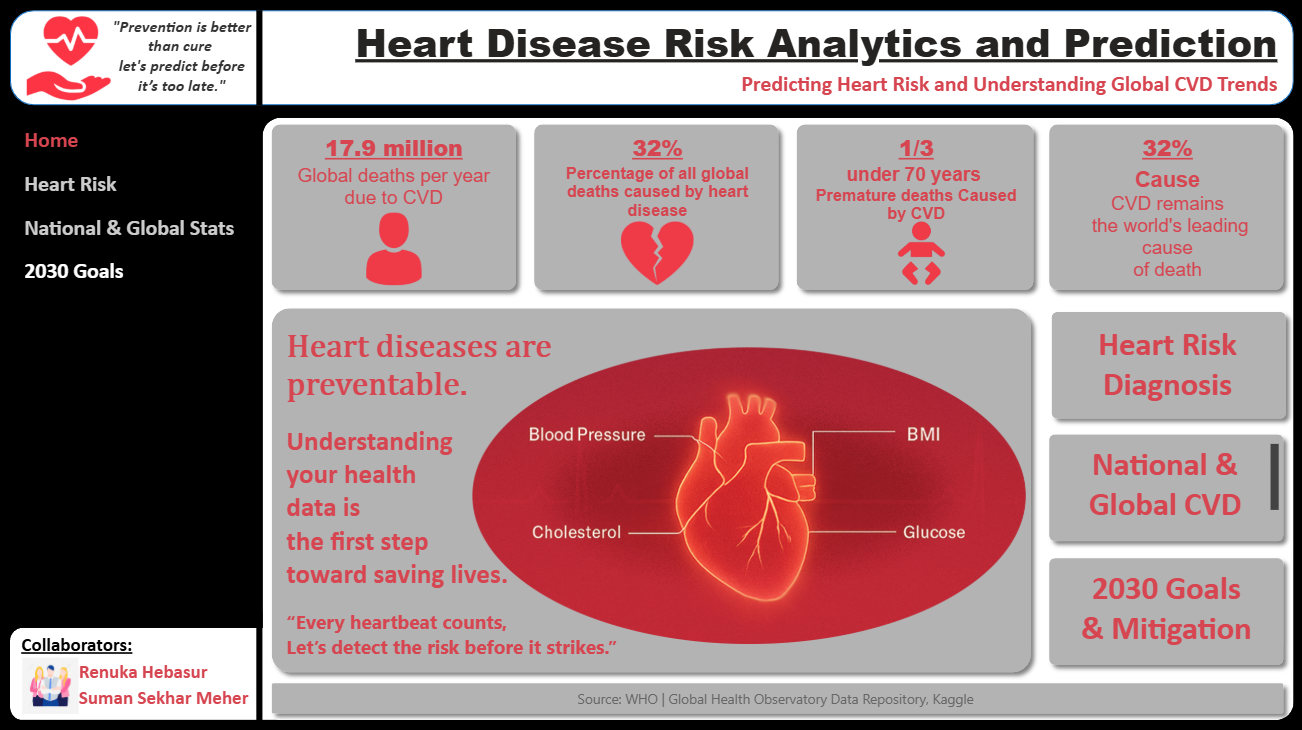 "Prevention is better
than cure
let's predict before
it's too late."
Heart Disease Risk Analytics and Prediction
Predicting Heart Risk and Understanding Global CVD Trends
Home
Heart Risk
National & Global Stats
2030 Goals
17.9 million
Global deaths per year
due to CVD
32%
Percentage of all global
deaths caused by heart
disease
1/3
under 70 years
Premature deaths Caused
by CVD
32%
Cause
CVD remains
the world's leading
cause
of death
Heart diseases are
preventable.
Understanding
your health
data is
the first step
toward saving lives.
“Every heartbeat counts,
Let’s detect the risk before it strikes.”
Blood Pressure
BMI
Cholesterol
Glucose
Heart Risk
Diagnosis
National &
Global CVD
2030 Goals
& Mitigation
Collaborators:
Renuka Hebasur
Suman Sekhar Meher
Source: WHO | Global Health Observatory Data Repository, Kaggle